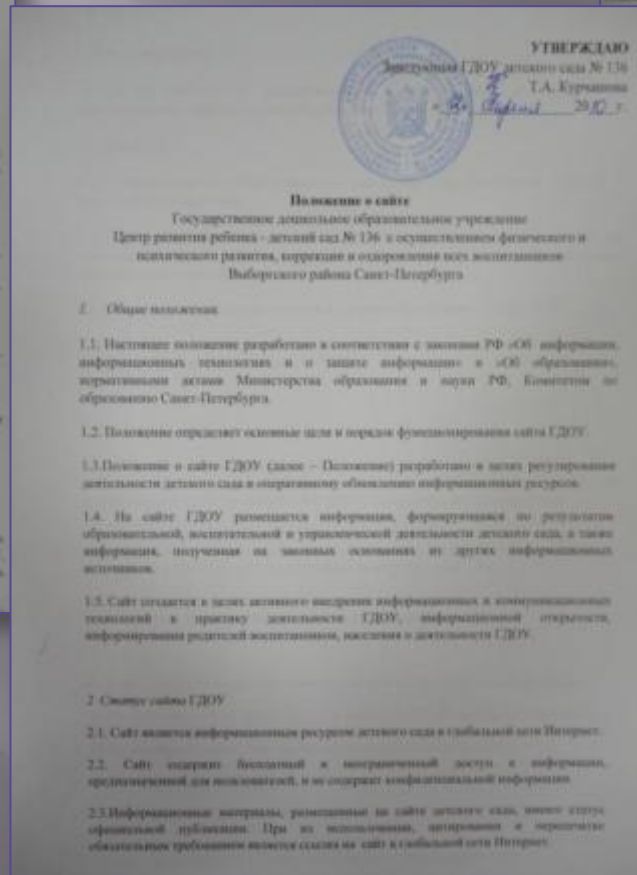 УТВЕРЖДАЮ
Заведующая ГДОУ детского сада № 136
Т.А. Курчанова
20 10 г.
Положение о сайте
Государственное дошкольное образовательное учреждение
Центр развития ребенка - детский сад № 136 с осуществлением физического и
психического развития, коррекции и оздоровления всех воспитанников
Выборгского района Санкт-Петербурга
1. Общие положения.
1.1. Настоящее положение разработано в соответствии с законами РФ «Об информации,
информационных технологиях и о защите информации» и «Об образовании»,
нормативными актами Министерства образования и науки РФ, Комитетом по
образованию Санкт-Петербурга.
1.2. Положение определяет основные цели и порядок функционирования сайта ГДОУ.
1.3.Положение о сайте ГДОУ (далее – Положение) разработано в целях регулирования
деятельности детского сада и оперативному обновлению информационных ресурсов.
1.4. На сайте ГДОУ размещается информация, формирующаяся по результатам
образовательной, воспитательной и управленческой деятельности детского сада, а также
информация, полученная на законных основаниях из других информационных
источников.
1.5. Сайт создается в целях активного внедрения информационных и коммуникационных
технологий в практику деятельности ГДОУ, информационной открытости,
информирования родителей воспитанников, населения о деятельности ГДОУ.
2. Статус сайта ГДОУ
2.1. Сайт является информационным ресурсом детского сада в глобальной сети Интернет.
2.2. Сайт содержит бесплатный и неограниченный доступ к информации,
предназначенной для пользователей, и не содержит конфиденциальной информации.
2.3.Информационные материалы, размещенные на сайте детского сада, имеют статус
официальной публикации. При их использовании, цитировании и перепечатке
обязательным требованием является ссылка на сайт в глобальной сети Интернет.